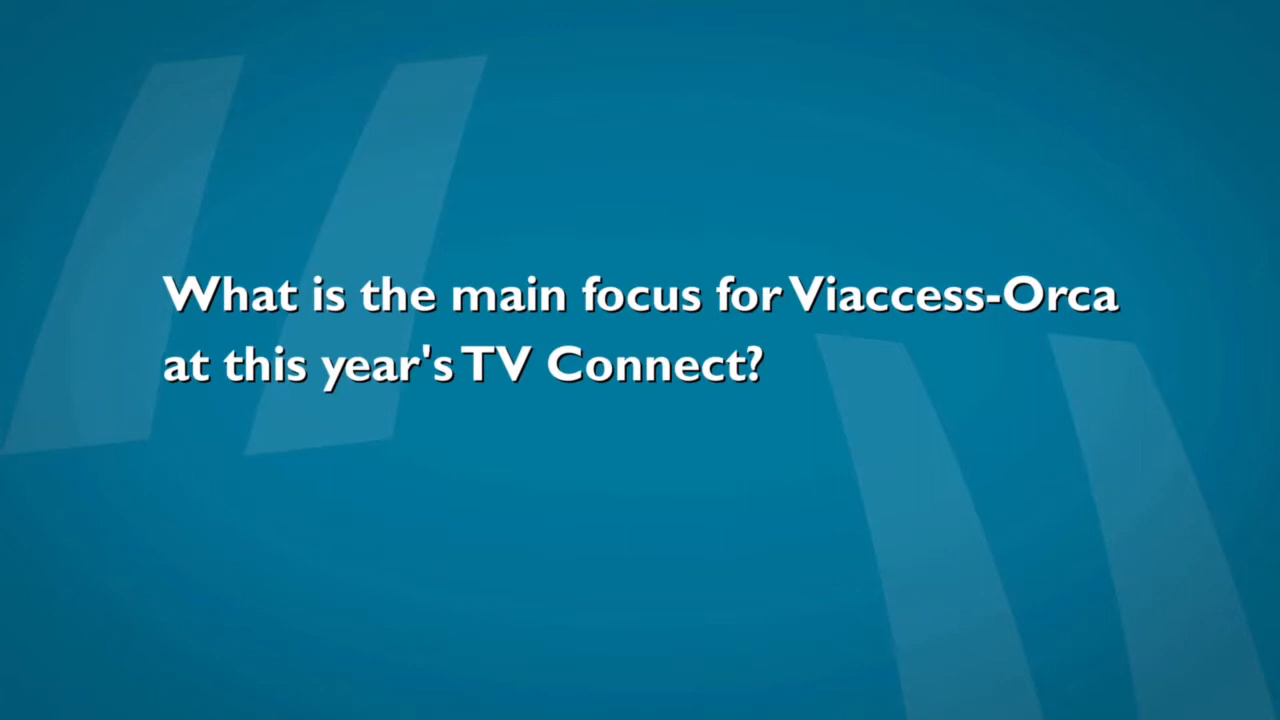 What is the main focus for Viaccess-Orca
at this year's TV Connect?